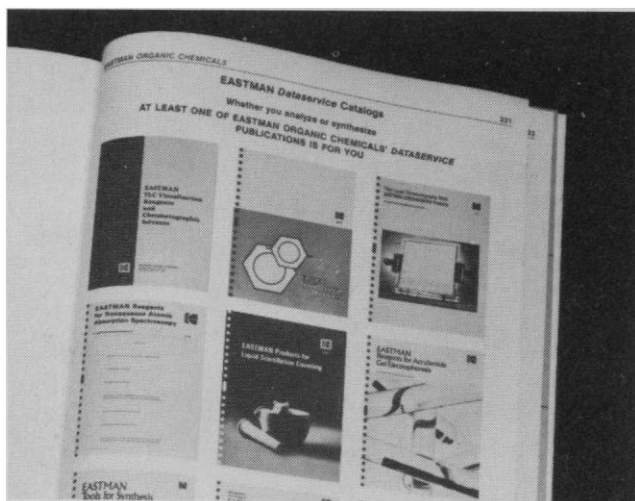 EASTMAN ORGANIC CHEMICALS
221
EASTMAN Dataservice Catalogs
Whether you analyze or synthesize
AT LEAST ONE OF EASTMAN ORGANIC CHEMICALS' DATASERVICE
PUBLICATIONS IS FOR YOU
EASTMAN
TLC Visualization
Reagents
and
Chromatographic
Solvents
EASTMAN Reagents
for Nonaqueous Atomic
Absorption Spectroscopy
EASTMAN Products for
Liquid Scintillation Counting
EASTMAN
Reagents for Acrylamide
Gel Electrophoresis
EASTMAN
Tools for Synthesis